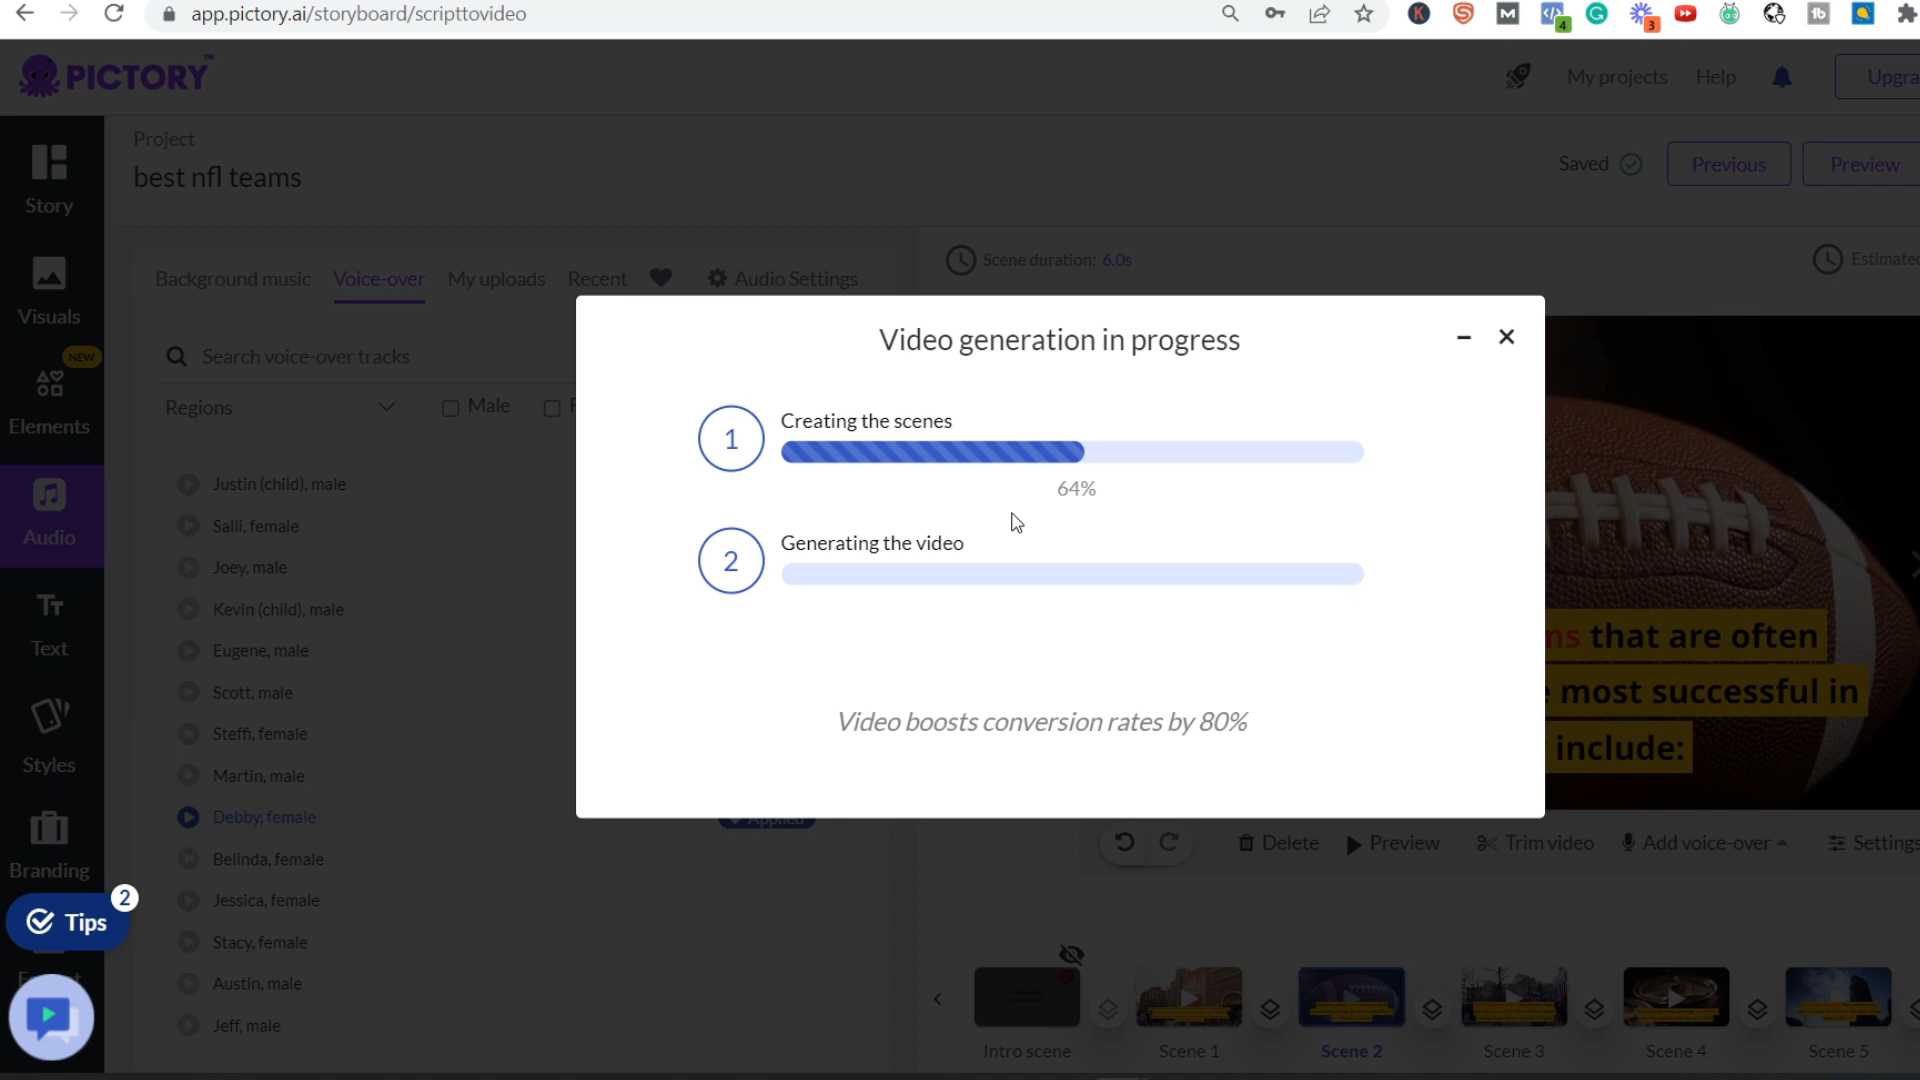 app.pictory.ai/storyboard/scripttovideo
4
3
PICTORY™
My projects
Help
Upgra
Project
best nfl teams
Saved
Previous
Preview
Story
Visuals
NEW
Elements
Audio
Text
Styles
Branding
Tips
2
Background music
Voice-over
My uploads
Recent
Audio Settings
Search voice-over tracks
Regions
Male
F
Justin (child), male
Salli, female
Joey, male
Kevin (child), male
Eugene, male
Scott, male
Steffi, female
Martin, male
Debby, female
Applied
Belinda, female
Jessica, female
Stacy, female
Austin, male
Jeff, male
Scene duration: 6.0s
Estimated
Video generation in progress
1
Creating the scenes
64%
2
Generating the video
Video boosts conversion rates by 80%
ms that are often
e most successful in
include:
Delete
Preview
Trim video
Add voice-over
Settings
Intro scene
Scene 1
Scene 2
Scene 3
Scene 4
Scene 5